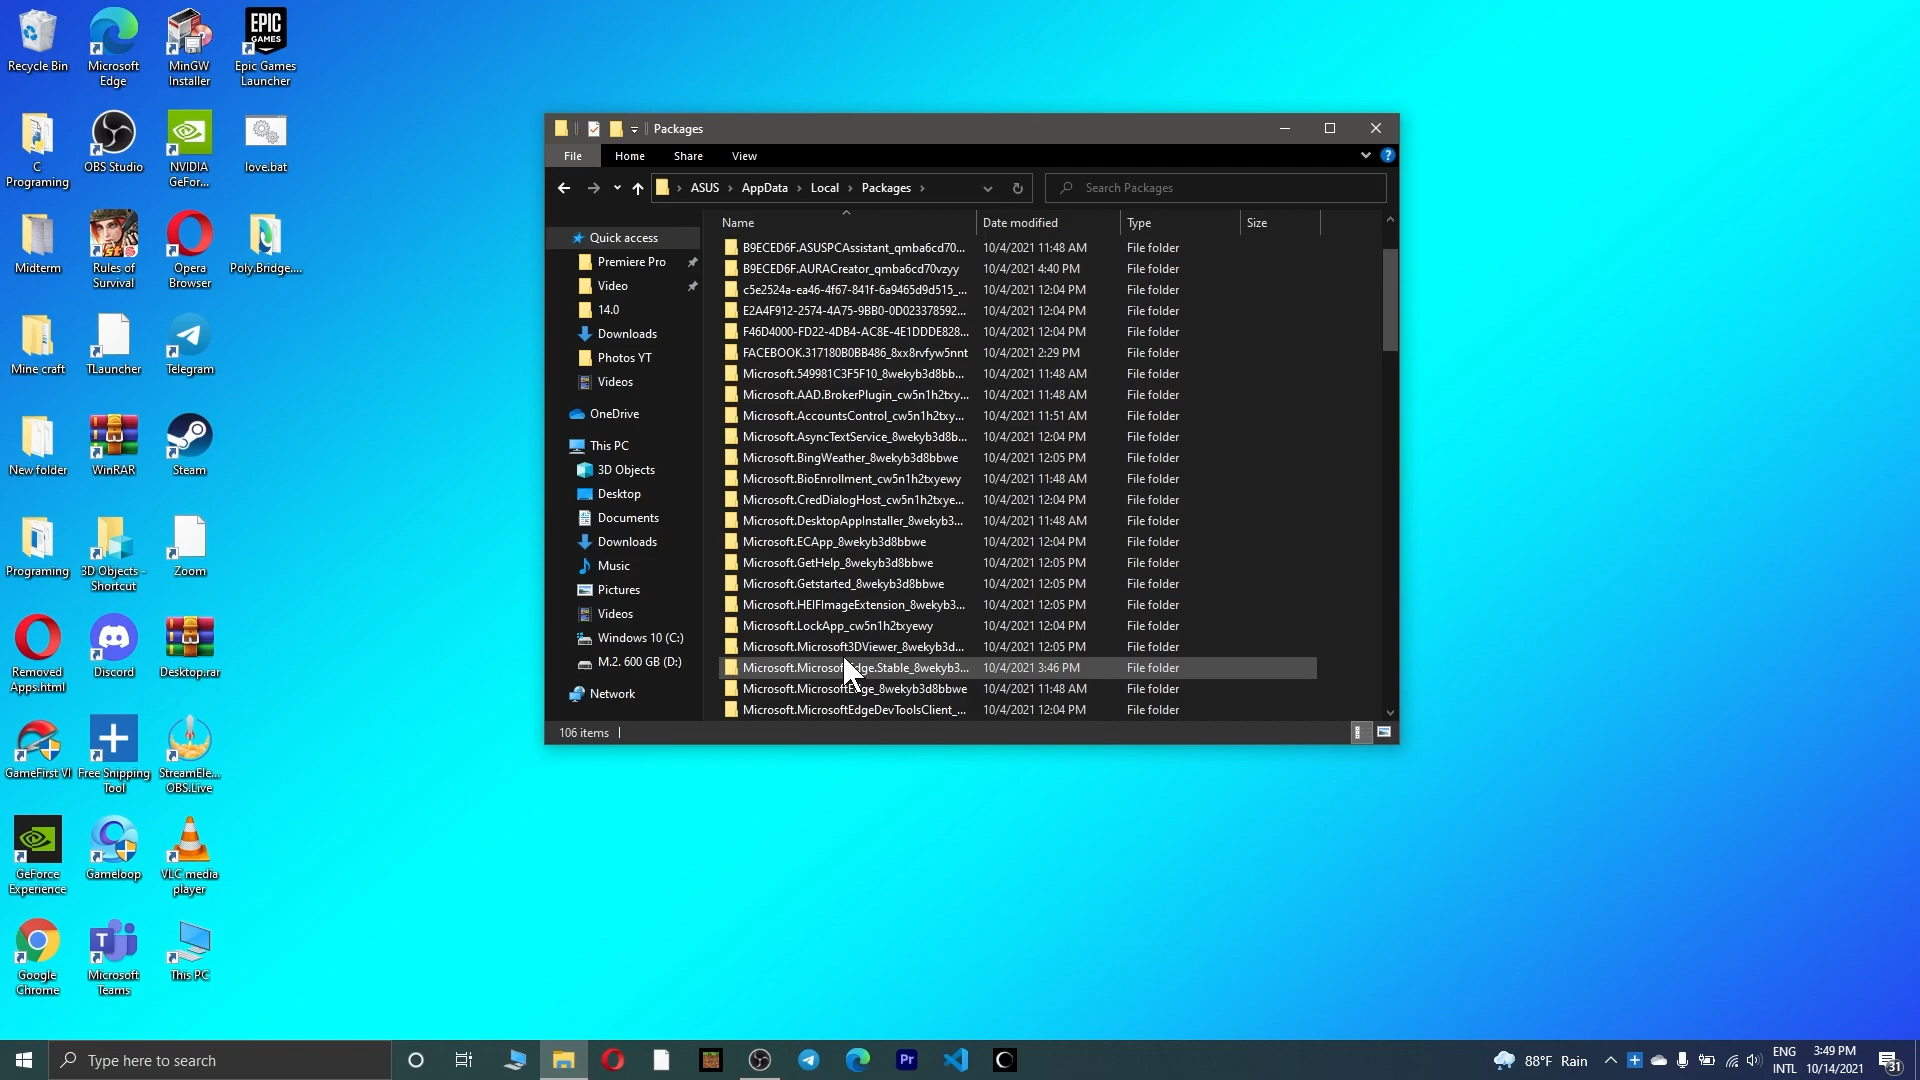 Recycle Bin
Microsoft
Edge
MinGW
Installer
EPIC
GAMES
Epic Games
Launcher
C
Programing
OBS Studio
NVIDIA
GeFor...
love.bat
Midterm
Rules of
Survival
Opera
Browser
Poly.Bridge....
Mine craft
TLauncher
Telegram
New folder
WinRAR
Steam
Programing
3D Objects -
Shortcut
Zoom
Removed
Apps.html
Discord
Desktop.rar
GameFirst VI
Free Snipping
Tool
StreamEle...
OBS.Live
GeForce
Experience
Gameloop
VLC media
player
Google
Chrome
Microsoft
Teams
This PC
Packages
File Home Share View
ASUS › AppData › Local › Packages ›
Search Packages
Name Date modified Type Size
Quick access
Premiere Pro
Video
14.0
Downloads
Photos YT
Videos
OneDrive
This PC
3D Objects
Desktop
Documents
Downloads
Music
Pictures
Videos
Windows 10 (C:)
M.2. 600 GB (D:)
Network
B9ECED6F.ASUSPCAssistant_qmba6cd70... 10/4/2021 11:48 AM File folder
B9ECED6F.AURACreator_qmba6cd70vzyy 10/4/2021 4:40 PM File folder
c5e2524a-ea46-4f67-841f-6a9465d9d515_... 10/4/2021 12:04 PM File folder
E2A4F912-2574-4A75-9BB0-0D023378592... 10/4/2021 12:04 PM File folder
F46D4000-FD22-4DB4-AC8E-4E1DDDE828... 10/4/2021 12:04 PM File folder
FACEBOOK.317180B0BB486_8xx8rvfyw5nnt 10/4/2021 2:29 PM File folder
Microsoft.549981C3F5F10_8wekyb3d8bb... 10/4/2021 11:48 AM File folder
Microsoft.AAD.BrokerPlugin_cw5n1h2txy... 10/4/2021 11:48 AM File folder
Microsoft.AccountsControl_cw5n1h2txy... 10/4/2021 11:51 AM File folder
Microsoft.AsyncTextService_8wekyb3d8b... 10/4/2021 12:04 PM File folder
Microsoft.BingWeather_8wekyb3d8bbwe 10/4/2021 12:05 PM File folder
Microsoft.BioEnrollment_cw5n1h2txyewy 10/4/2021 11:48 AM File folder
Microsoft.CredDialogHost_cw5n1h2txye... 10/4/2021 12:04 PM File folder
Microsoft.DesktopAppInstaller_8wekyb3... 10/4/2021 11:48 AM File folder
Microsoft.ECApp_8wekyb3d8bbwe 10/4/2021 12:04 PM File folder
Microsoft.GetHelp_8wekyb3d8bbwe 10/4/2021 12:05 PM File folder
Microsoft.Getstarted_8wekyb3d8bbwe 10/4/2021 12:05 PM File folder
Microsoft.HEIFImageExtension_8wekyb3... 10/4/2021 12:05 PM File folder
Microsoft.LockApp_cw5n1h2txyewy 10/4/2021 12:04 PM File folder
Microsoft.Microsoft3DViewer_8wekyb3d... 10/4/2021 12:05 PM File folder
Microsoft.MicrosoftEdge.Stable_8wekyb3... 10/4/2021 3:46 PM File folder
Microsoft.MicrosoftEdge_8wekyb3d8bbwe 10/4/2021 11:48 AM File folder
Microsoft.MicrosoftEdgeDevToolsClient_... 10/4/2021 12:04 PM File folder
106 items
Type here to search
Pr
88°F Rain
ENG
INTL
3:49 PM
10/14/2021
31